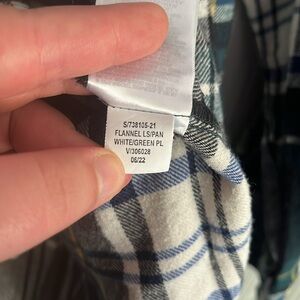 S/738105-21
FLANNEL LS/PAN
WHITE/GREEN PL
V/306028
06/22